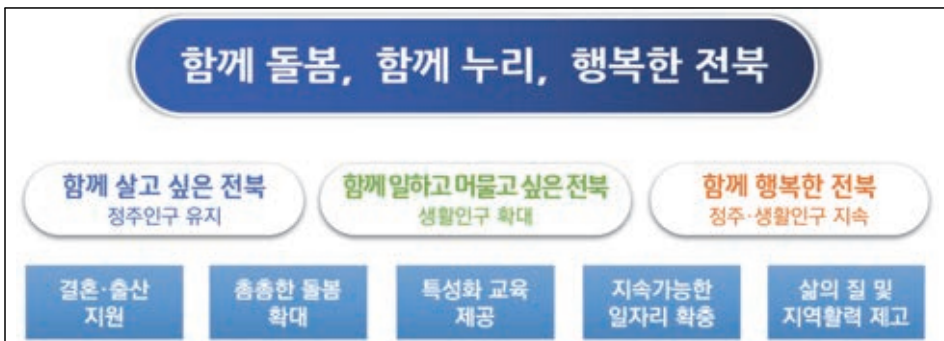 함께 돌봄, 함께 누리, 행복한 전북
함께 살고 싶은 전북
정주인구 유지
함께 일하고 머물고 싶은 전북
생활인구 확대
함께 행복한 전북
정주·생활인구 지속
결혼·출산
지원
촘촘한 돌봄
확대
특성화 교육
제공
지속가능한
일자리 확충
삶의 질 및
지역활력 제고